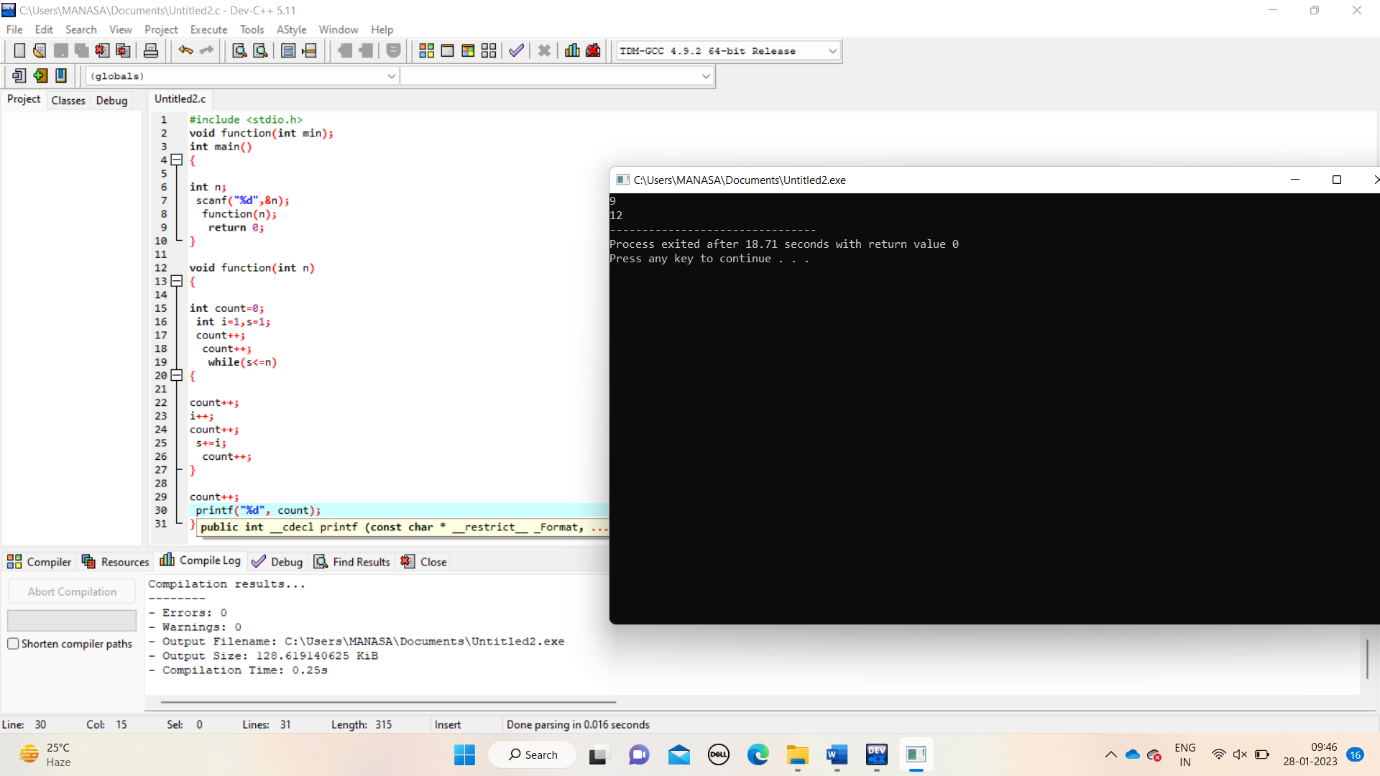 C:\Users\MANASA\Documents\Untitled2.c - Dev-C++ 5.11
File Edit Search View Project Execute Tools AStyle Window Help
TDM-GCC 4.9.2 64-bit Release
(globals)
Project Classes Debug Untitled2.c
1 #include <stdio.h>
2 void function(int min);
3 int main()
4 {
5
6 int n;
7 scanf("%d",&n);
8 function(n);
9 return 0;
10 }
11
12 void function(int n)
13 {
14
15 int count=0;
16 int i=1,s=1;
17 count++;
18 count++;
19 while(s<=n)
20 {
21
22 count++;
23 i++;
24 count++;
25 s+=i;
26 count++;
27 }
28
29 count++;
30 printf("%d", count);
31 }
public int __cdecl printf (const char * __restrict__ _Format, ...
C:\Users\MANASA\Documents\Untitled2.exe
9
12
--------------------------------
Process exited after 18.71 seconds with return value 0
Press any key to continue . . .
Compiler Resources Compile Log Debug Find Results Close
Abort Compilation
Shorten compiler paths
Compilation results...
--------
- Errors: 0
- Warnings: 0
- Output Filename: C:\Users\MANASA\Documents\Untitled2.exe
- Output Size: 128.619140625 KiB
- Compilation Time: 0.25s
Line: 30 Col: 15 Sel: 0 Lines: 31 Length: 315 Insert Done parsing in 0.016 seconds
25°C
Haze
Search
DELL
DEV
ENG
IN
09:46
28-01-2023
16